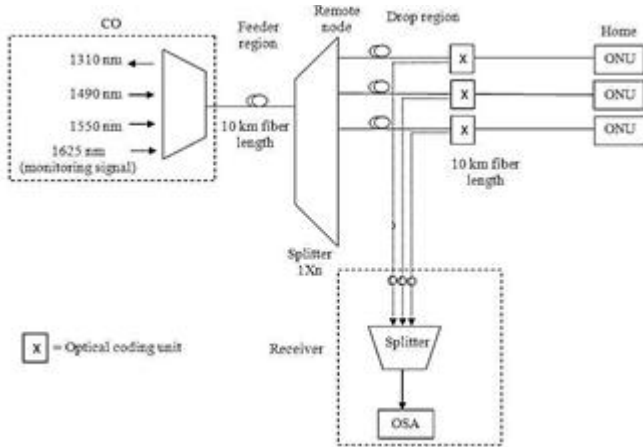 CO
1310 nm
1490 nm
1550 nm
1625 nm
(monitoring signal)
Feeder
region
10 km fiber
length
Remote
node
Splitter
1Xn
Drop region
X
X
X
10 km fiber
length
Home
ONU
ONU
ONU
Receiver
Splitter
OSA
X = Optical coding unit